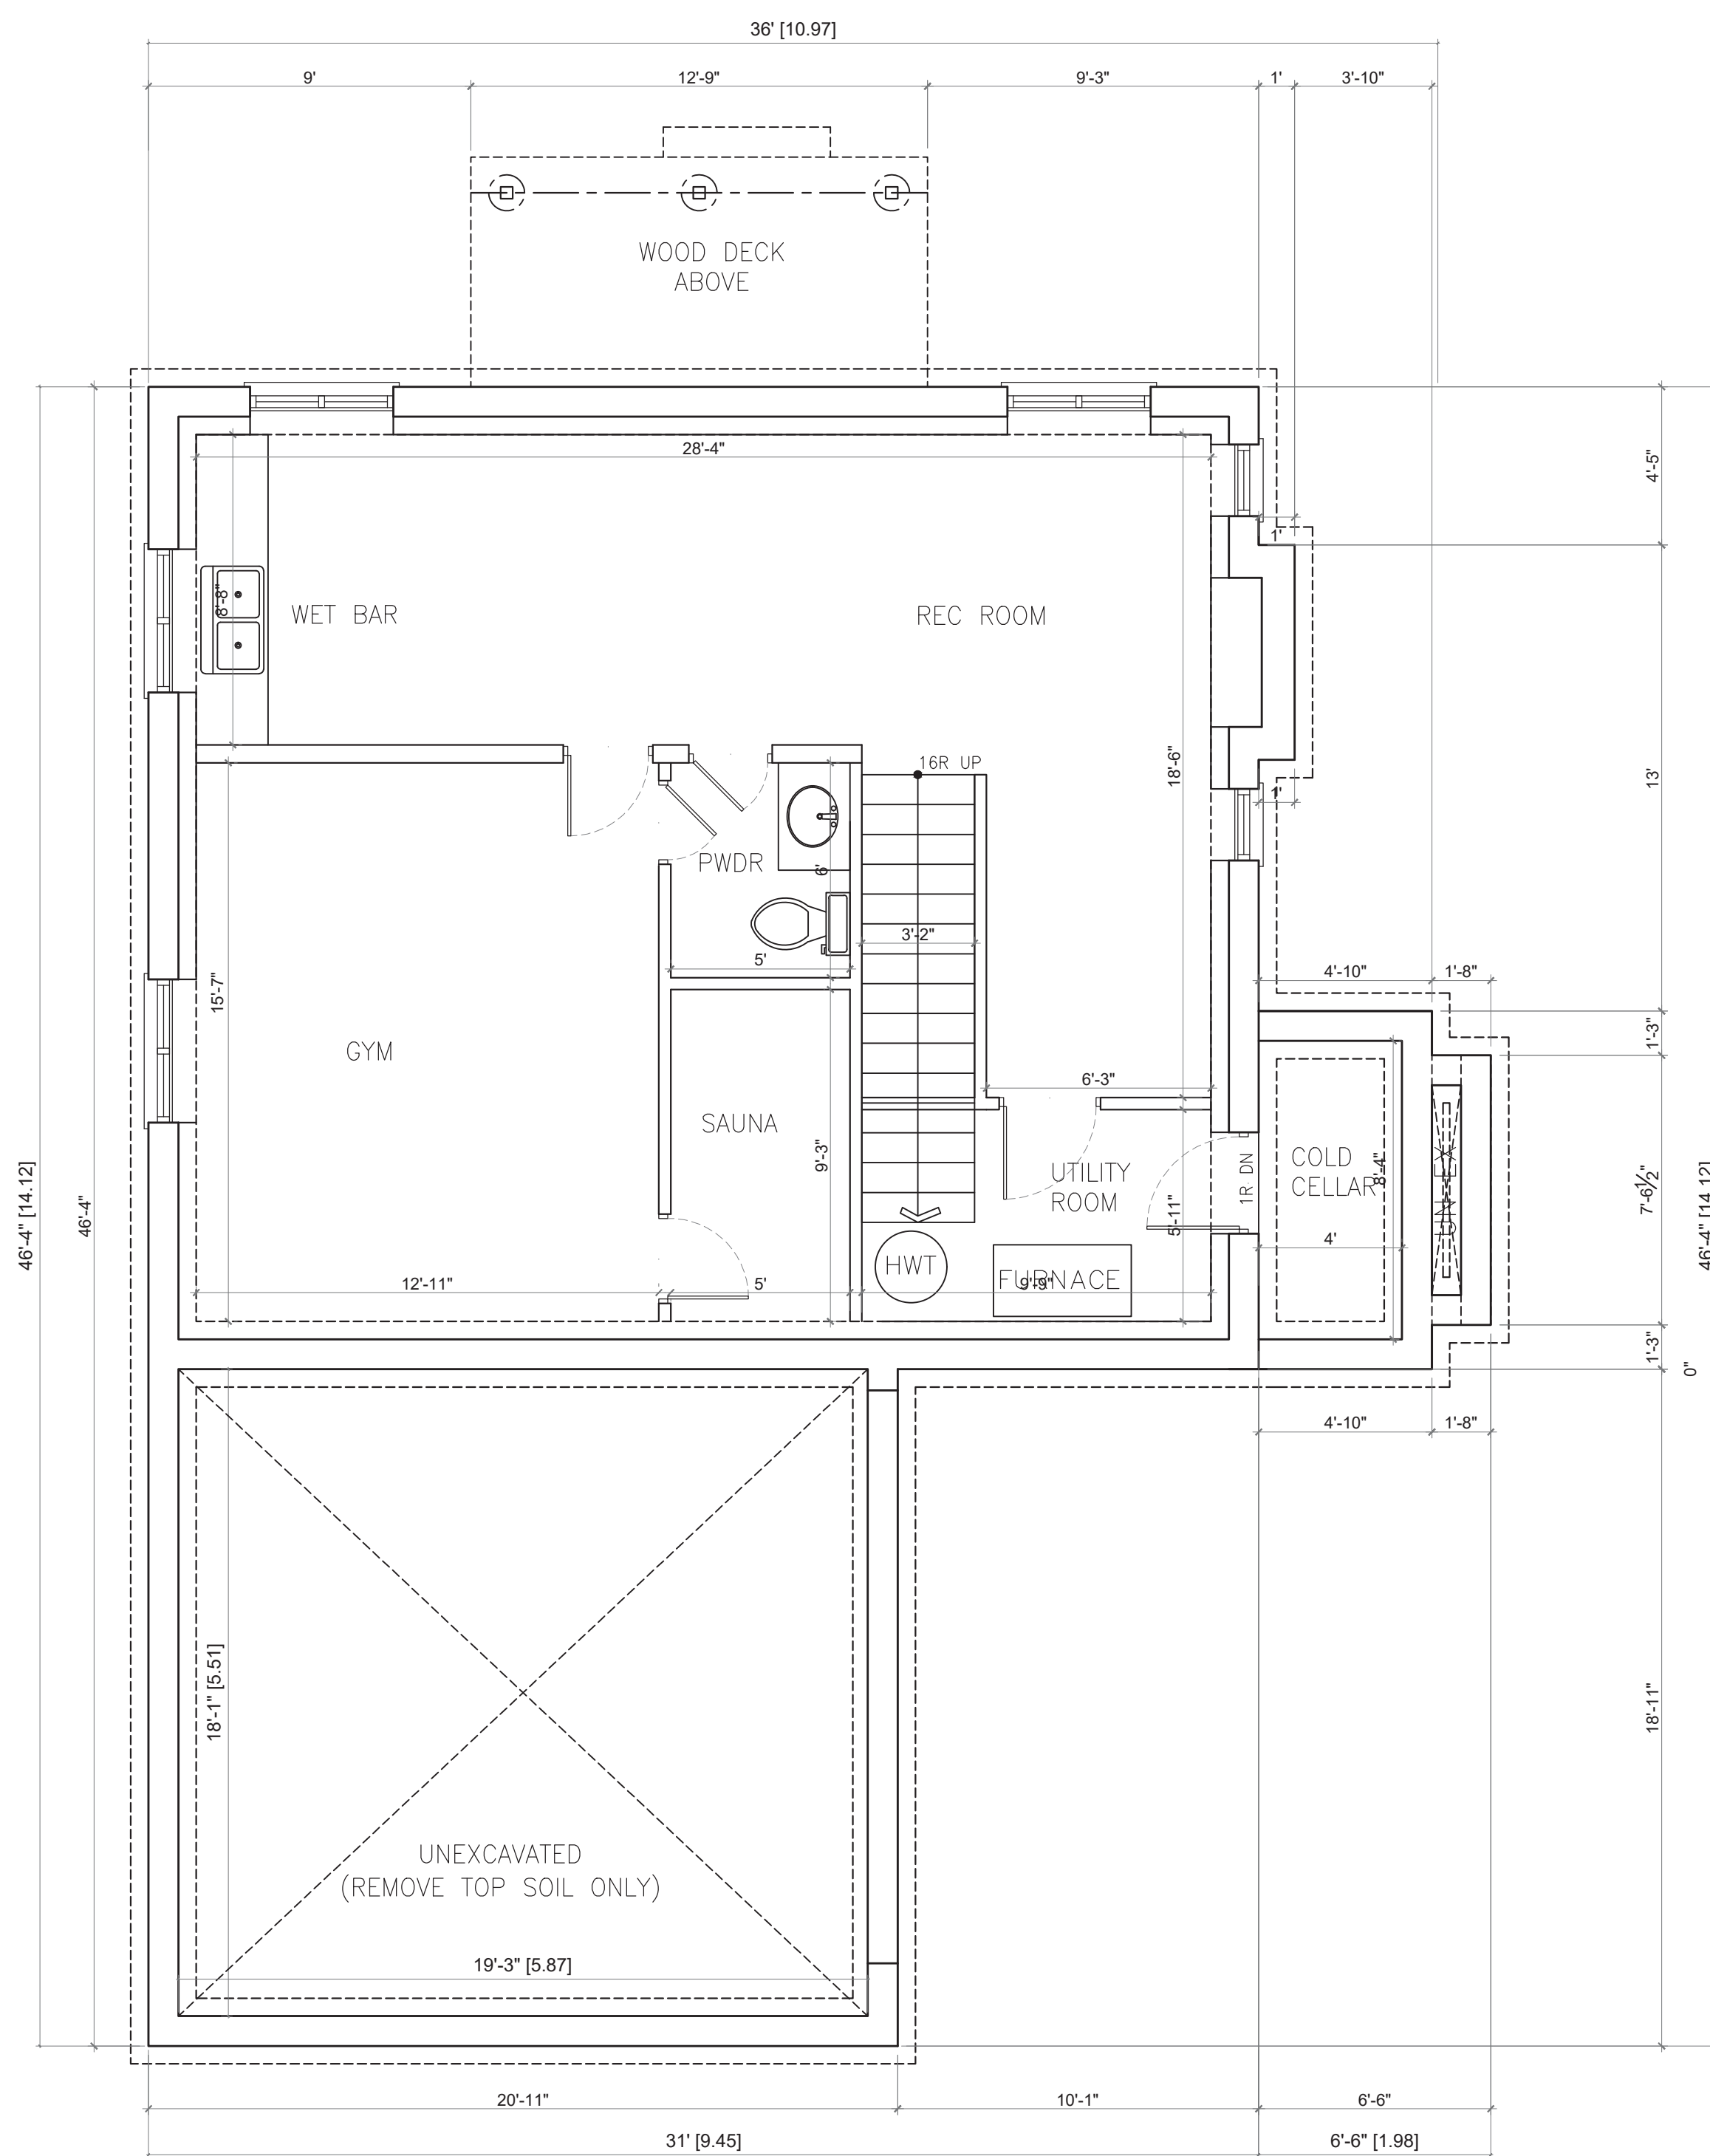 36' [10.97]
9'
12'-9"
9'-3"
1'
3'-10"
WOOD DECK
ABOVE
28'-4"
4'-5"
1'
8'-8"
WET BAR
REC ROOM
16R UP
18'-6"
1'
13'
PWDR
6'
3'-2"
5'
15'-7"
4'-10"
1'-8"
1'-3"
GYM
6'-3"
SAUNA
9'-3"
UTILITY
ROOM
5'-11"
1R DN
COLD
CELLAR
8'-4"
4'
7'-6½"
46'-4" [14.12]
46'-4"
46'-4" [14.12]
HWT
FURNACE
9'-9"
12'-11"
5'
1'-3"
0"
4'-10"
1'-8"
18'-1" [5.51]
18'-11"
UNEXCAVATED
(REMOVE TOP SOIL ONLY)
19'-3" [5.87]
20'-11"
10'-1"
6'-6"
31' [9.45]
6'-6" [1.98]